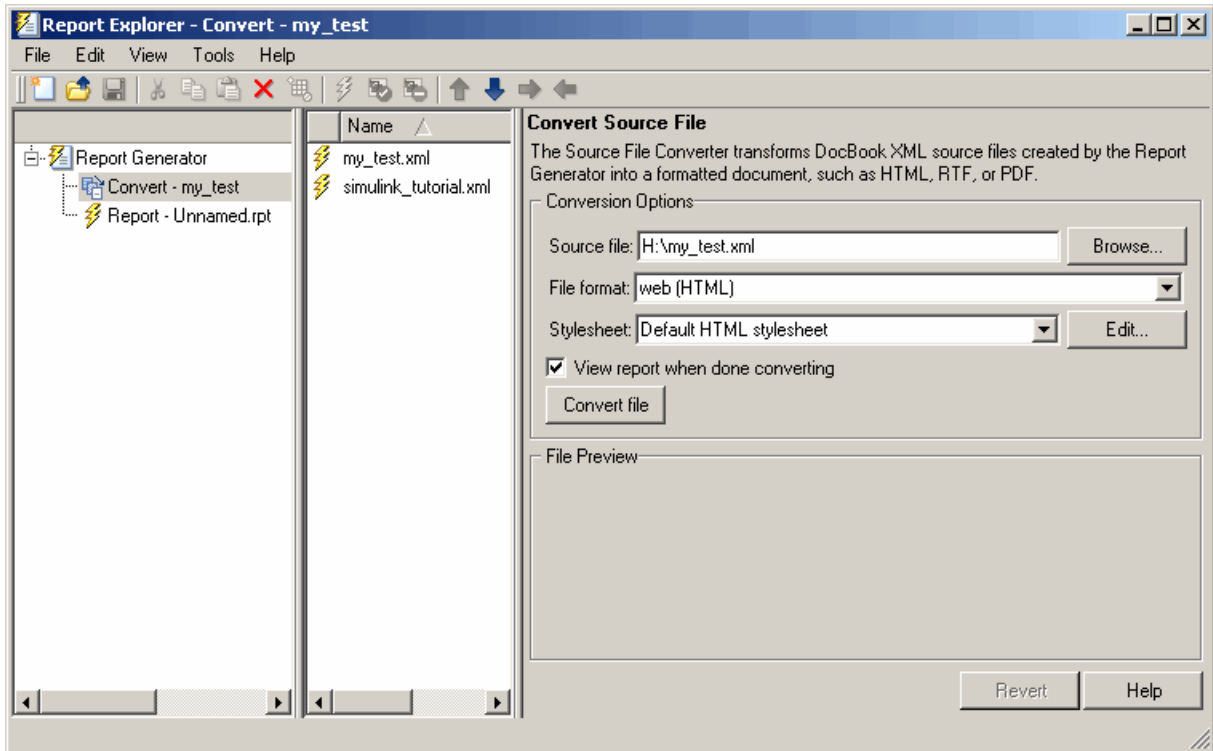 Report Explorer - Convert - my_test
File Edit View Tools Help
Report Generator
Convert - my_test
Report - Unnamed.rpt
Name
my_test.xml
simulink_tutorial.xml
Convert Source File
The Source File Converter transforms DocBook XML source files created by the Report
Generator into a formatted document, such as HTML, RTF, or PDF.
Conversion Options
Source file: H:\my_test.xml Browse...
File format: web (HTML)
Stylesheet: Default HTML stylesheet Edit...
View report when done converting
Convert file
File Preview
Revert Help